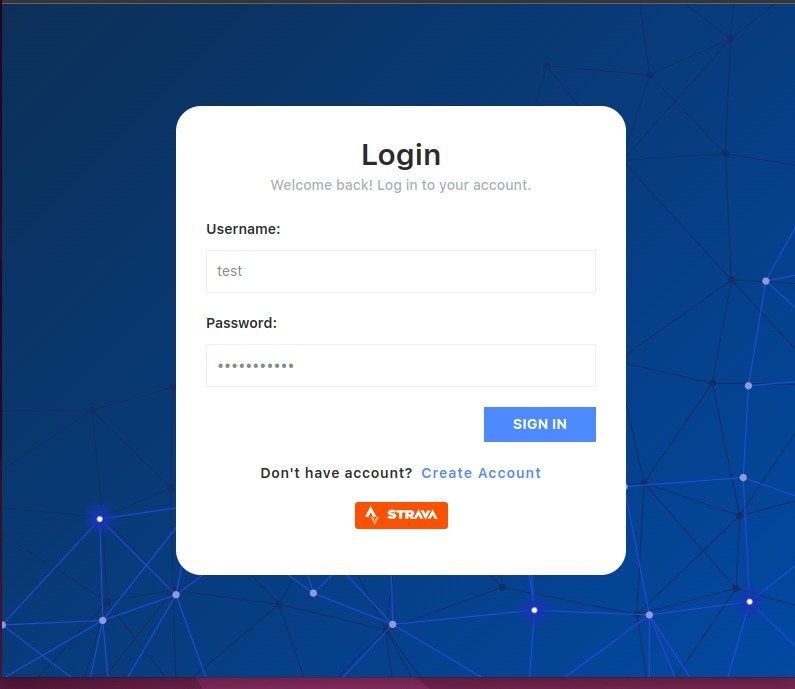 Login
Welcome back! Log in to your account.
Username:
test
Password:
•••••••••••
SIGN IN
Don't have account? Create Account
STRAVA